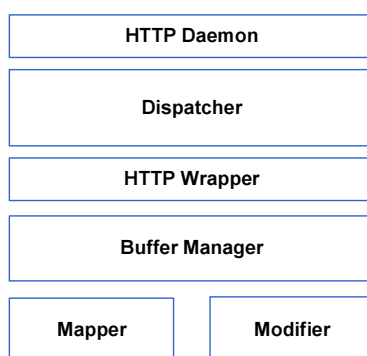 HTTP Daemon
Dispatcher
HTTP Wrapper
Buffer Manager
Mapper Modifier